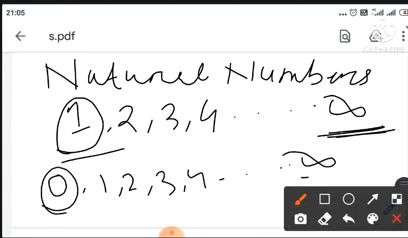 21:05
s.pdf
Natural Numbers
1, 2, 3, 4 . . . . . ∞
0, 1, 2, 3, 4 . . . . . ∞